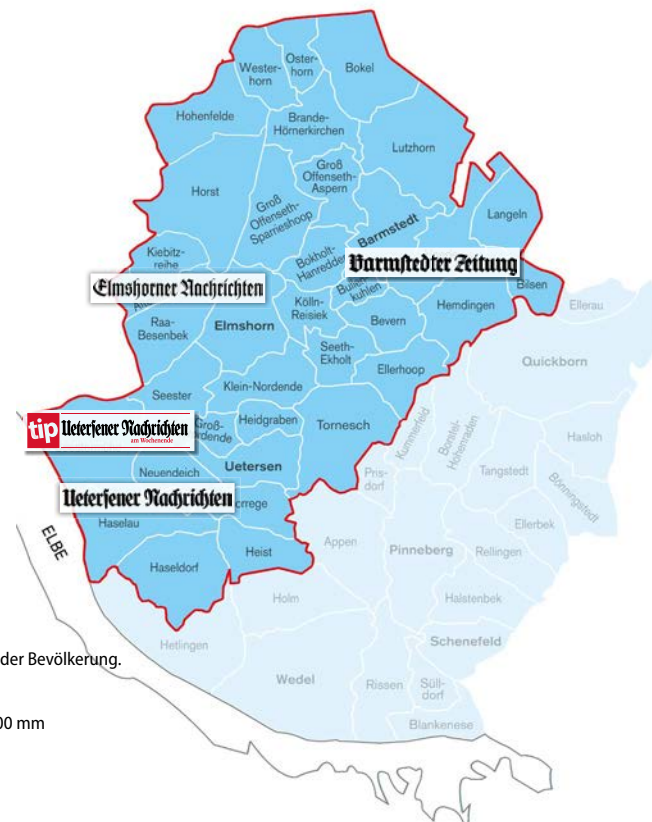 Wester-
horn
Oster-
horn
Bokel
Hohenfelde
Brande-
Hörnerkirchen
Lutzhorn
Groß
Offenseth-
Aspern
Horst
Groß
Offenseth-
Sparrieshoop
Langeln
Barmstedt
Kiebitz-
reihe
Bokholt-
Hanredder
Barmstedter Zeitung
Bullen-
kuhlen
Bilsen
Elmshorner Nachrichten
Ellerau
Hemdingen
Kölln-
Reisiek
Raa-
Besenbek
Elmshorn
Bevern
Seeth-
Ekholt
Quickborn
Ellerhoop
Klein-Nordende
Seester
Heidgraben
Tornesch
tip Uetersener Nachrichten
am Wochenende
Groß-
Kummerfeld
Borstel-
Hohenraden
Hasloh
Uetersen
Neuendeich
Pris-
dorf
Tangstedt
Bönningstedt
Uetersener Nachrichten
Haselau
Ellerbek
ELBE
Heist
Appen
Pinneberg
Rellingen
Haseldorf
Holm
Halstenbek
Hetlingen
Schenefeld
der Bevölkerung.
Wedel
Rissen
Süll-
dorf
00 mm
Blankenese